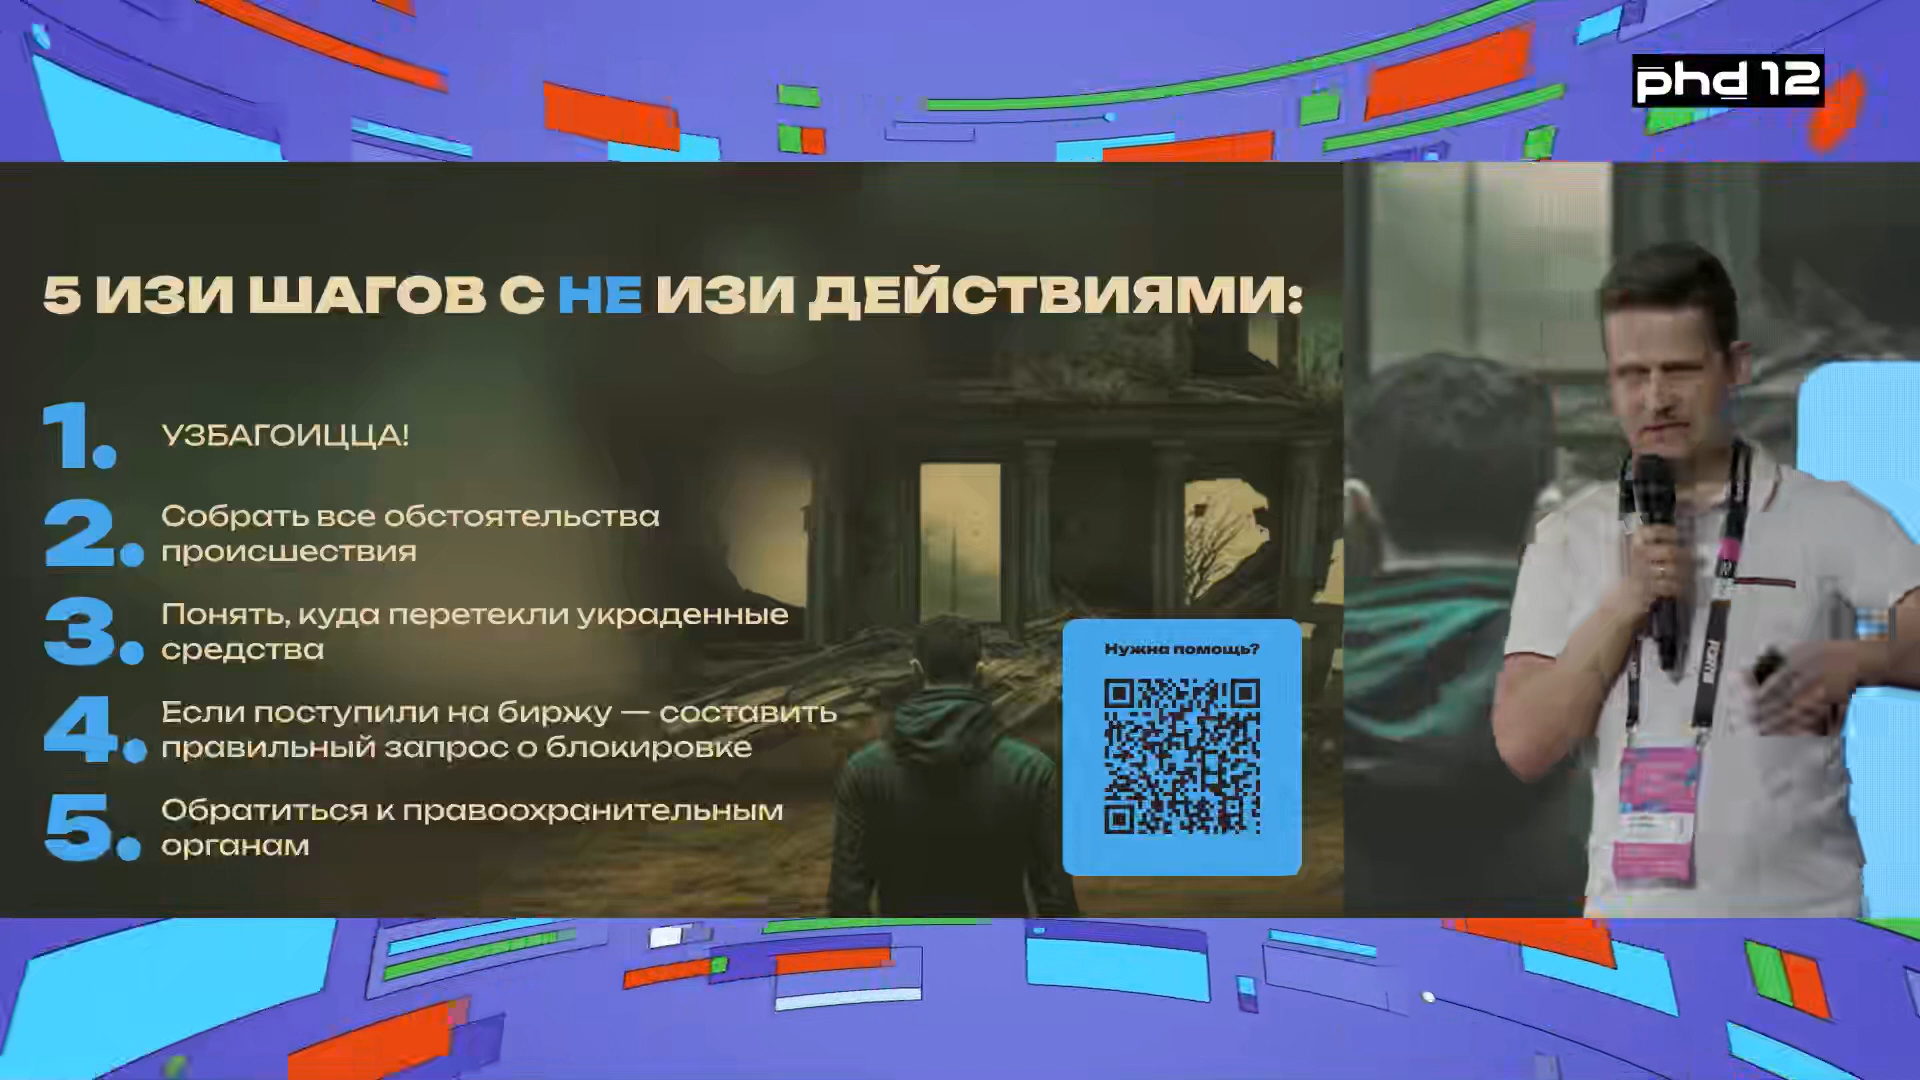 phd 12
5 ИЗИ ШАГОВ С НЕ ИЗИ ДЕЙСТВИЯМИ:
1. УЗБАГОИЦЦА!
2. Собрать все обстоятельства
происшествия
3. Понять, куда перетекли украденные
средства
4. Если поступили на биржу — составить
правильный запрос о блокировке
5. Обратиться к правоохранительным
органам
Нужна помощь?